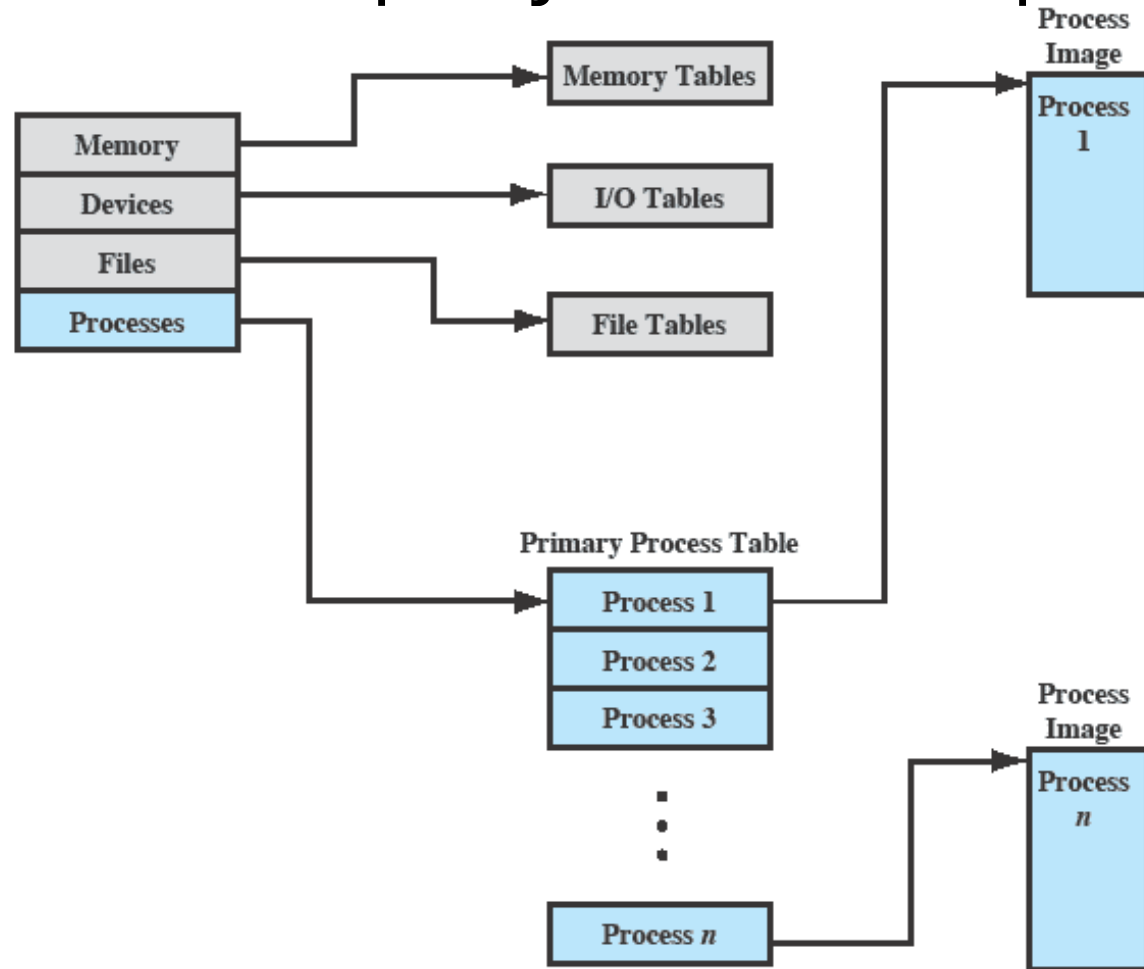 Process
Image
Memory Tables
Process
1
Memory
Devices
I/O Tables
Files
Processes
File Tables
Primary Process Table
Process 1
Process 2
Process 3
Process
Image
Process
n
Process n